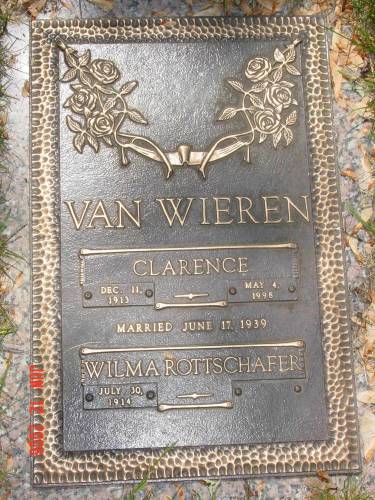 VAN WIEREN
CLARENCE
DEC. 11, 1913
MAY 4, 1998
MARRIED JUNE 17, 1939
WILMA ROTTSCHAFER
JULY 30, 1914